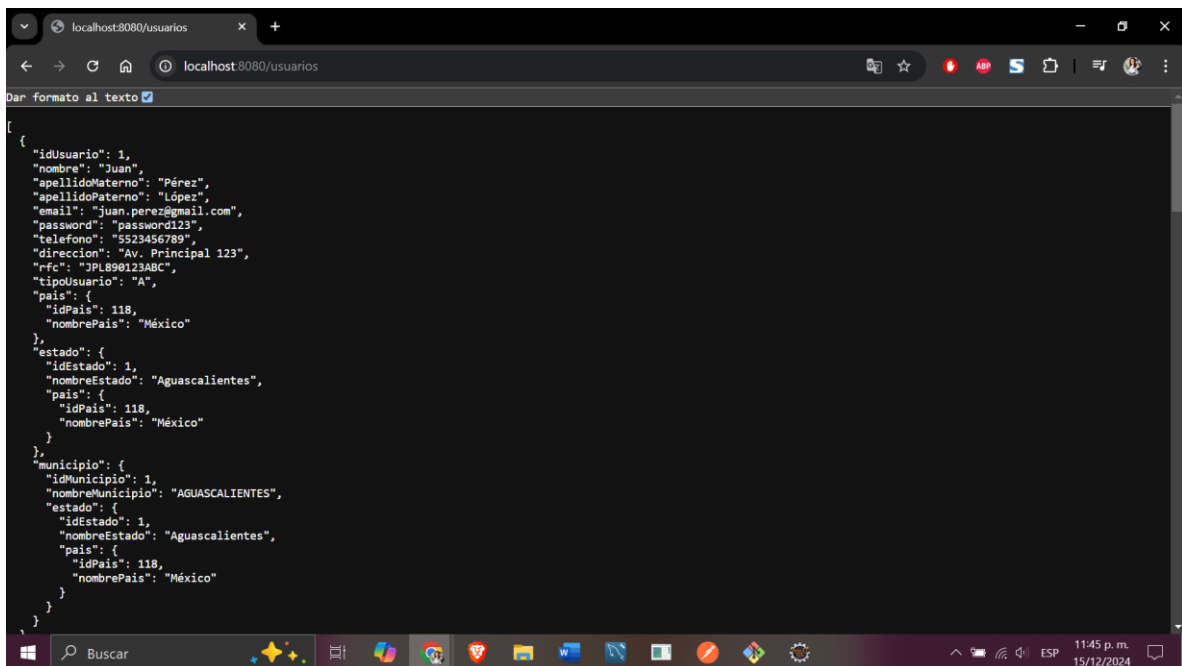 localhost:8080/usuarios
localhost:8080/usuarios
ABP
S
Dar formato al texto
[
  {
    "idUsuario": 1,
    "nombre": "Juan",
    "apellidoMaterno": "Pérez",
    "apellidoPaterno": "López",
    "email": "juan.perez@gmail.com",
    "password": "password123",
    "telefono": "5523456789",
    "direccion": "Av. Principal 123",
    "rfc": "JPL890123ABC",
    "tipoUsuario": "A",
    "pais": {
      "idPais": 118,
      "nombrePais": "México"
    },
    "estado": {
      "idEstado": 1,
      "nombreEstado": "Aguascalientes",
      "pais": {
        "idPais": 118,
        "nombrePais": "México"
      }
    },
    "municipio": {
      "idMunicipio": 1,
      "nombreMunicipio": "AGUASCALIENTES",
      "estado": {
        "idEstado": 1,
        "nombreEstado": "Aguascalientes",
        "pais": {
          "idPais": 118,
          "nombrePais": "México"
        }
      }
    }
Buscar
W
ESP
11:45 p. m.
15/12/2024